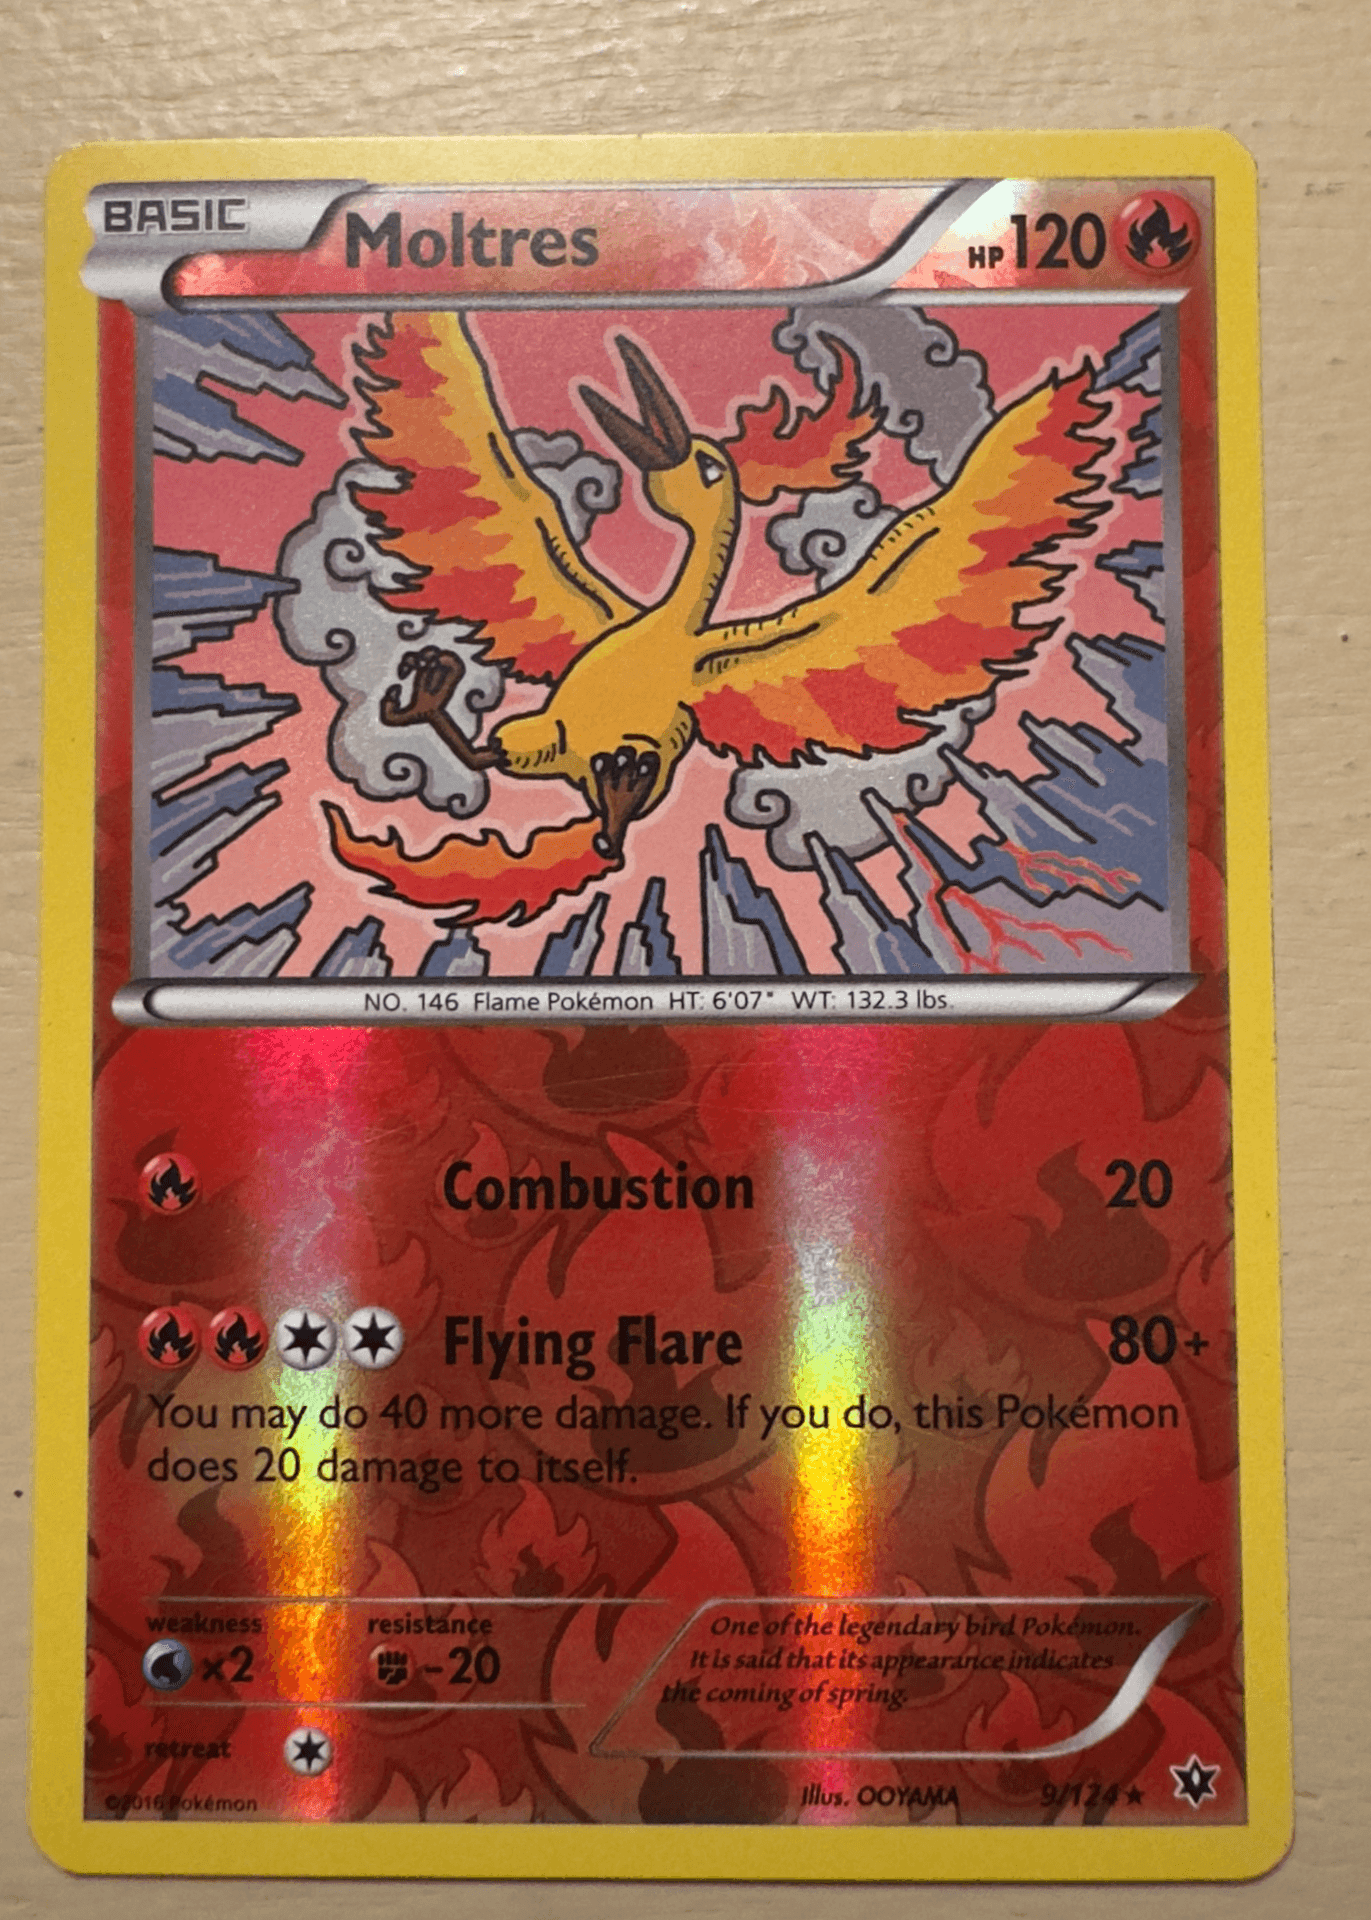 BASIC Moltres HP 120
NO. 146 Flame Pokémon HT: 6'07" WT: 132.3 lbs.
Combustion 20
Flying Flare 80+
You may do 40 more damage. If you do, this Pokémon
does 20 damage to itself.
weakness resistance
×2 -20
retreat
One of the legendary bird Pokémon.
It is said that its appearance indicates
the coming of spring.
©2016 Pokémon Illus. OOYAMA 9/124 ★